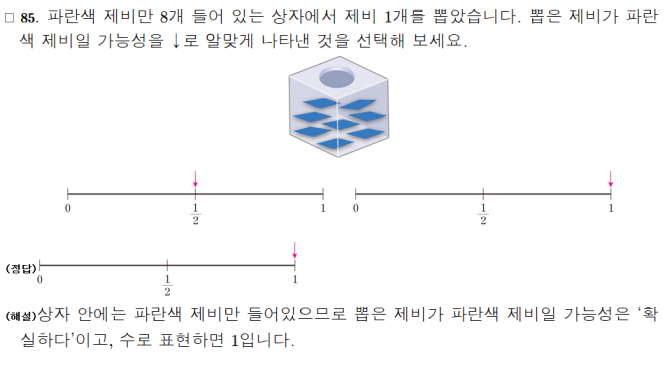 □ 85. 파란색 제비만 8개 들어 있는 상자에서 제비 1개를 뽑았습니다. 뽑은 제비가 파란
색 제비일 가능성을 ↓로 알맞게 나타낸 것을 선택해 보세요.
0 1/2 1 0 1/2 1
(정답) 0 1/2 1
(해설)상자 안에는 파란색 제비만 들어있으므로 뽑은 제비가 파란색 제비일 가능성은 ‘확
실하다’이고, 수로 표현하면 1입니다.